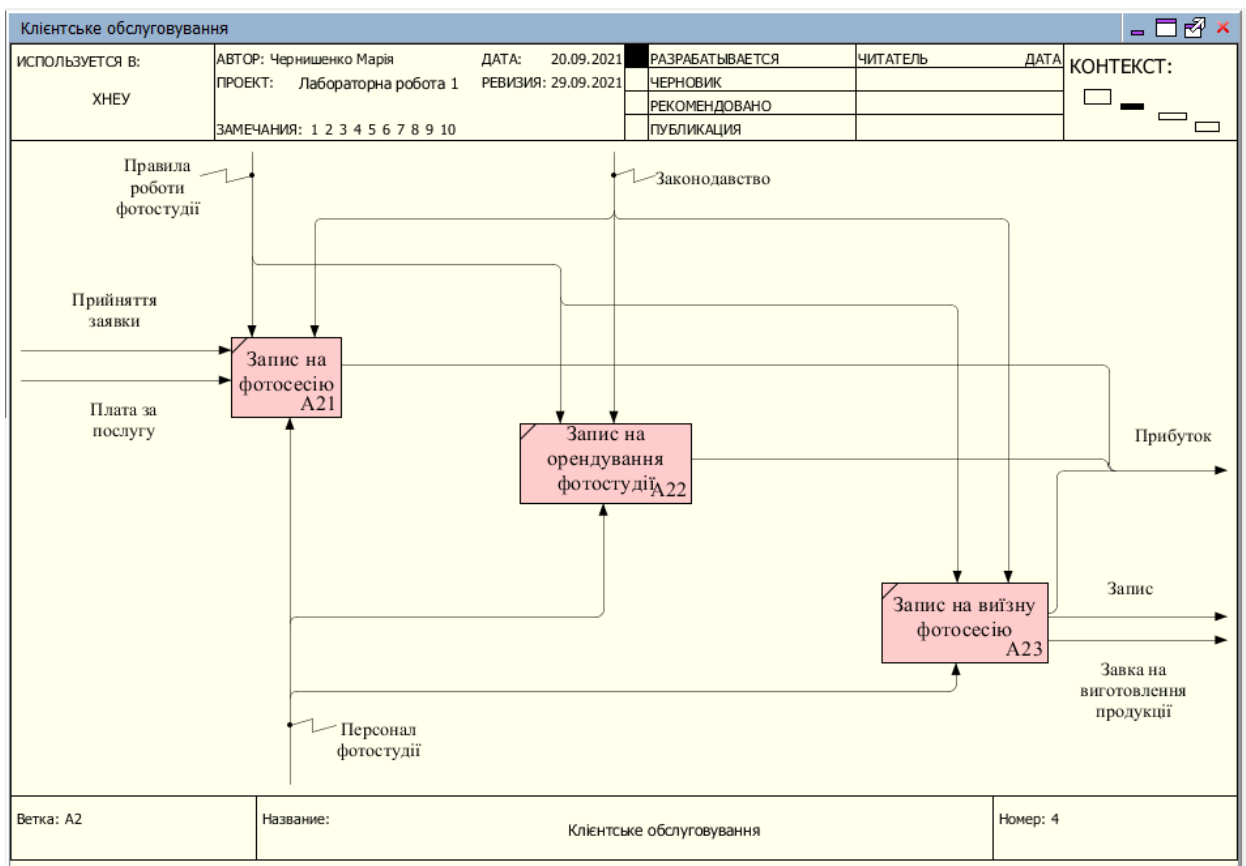 Клієнтське обслуговування
ИСПОЛЬЗУЕТСЯ В:
ХНЕУ
АВТОР: Чернишенко Марія
ДАТА: 20.09.2021
ПРОЕКТ: Лабораторна робота 1
РЕВИЗИЯ: 29.09.2021
ЗАМЕЧАНИЯ: 1 2 3 4 5 6 7 8 9 10
РАЗРАБАТЫВАЕТСЯ
ЧЕРНОВИК
РЕКОМЕНДОВАНО
ПУБЛИКАЦИЯ
ЧИТАТЕЛЬ
ДАТА
КОНТЕКСТ:
Правила
роботи
фотостудії
Законодавство
Прийняття
заявки
Плата за
послугу
Запис на
фотосесію
A21
Запис на
орендування
фотостудії
A22
Прибуток
Запис на виїзну
фотосесію
A23
Запис
Завка на
виготовлення
продукції
Персонал
фотостудії
Ветка: A2
Название:
Клієнтське обслуговування
Номер: 4